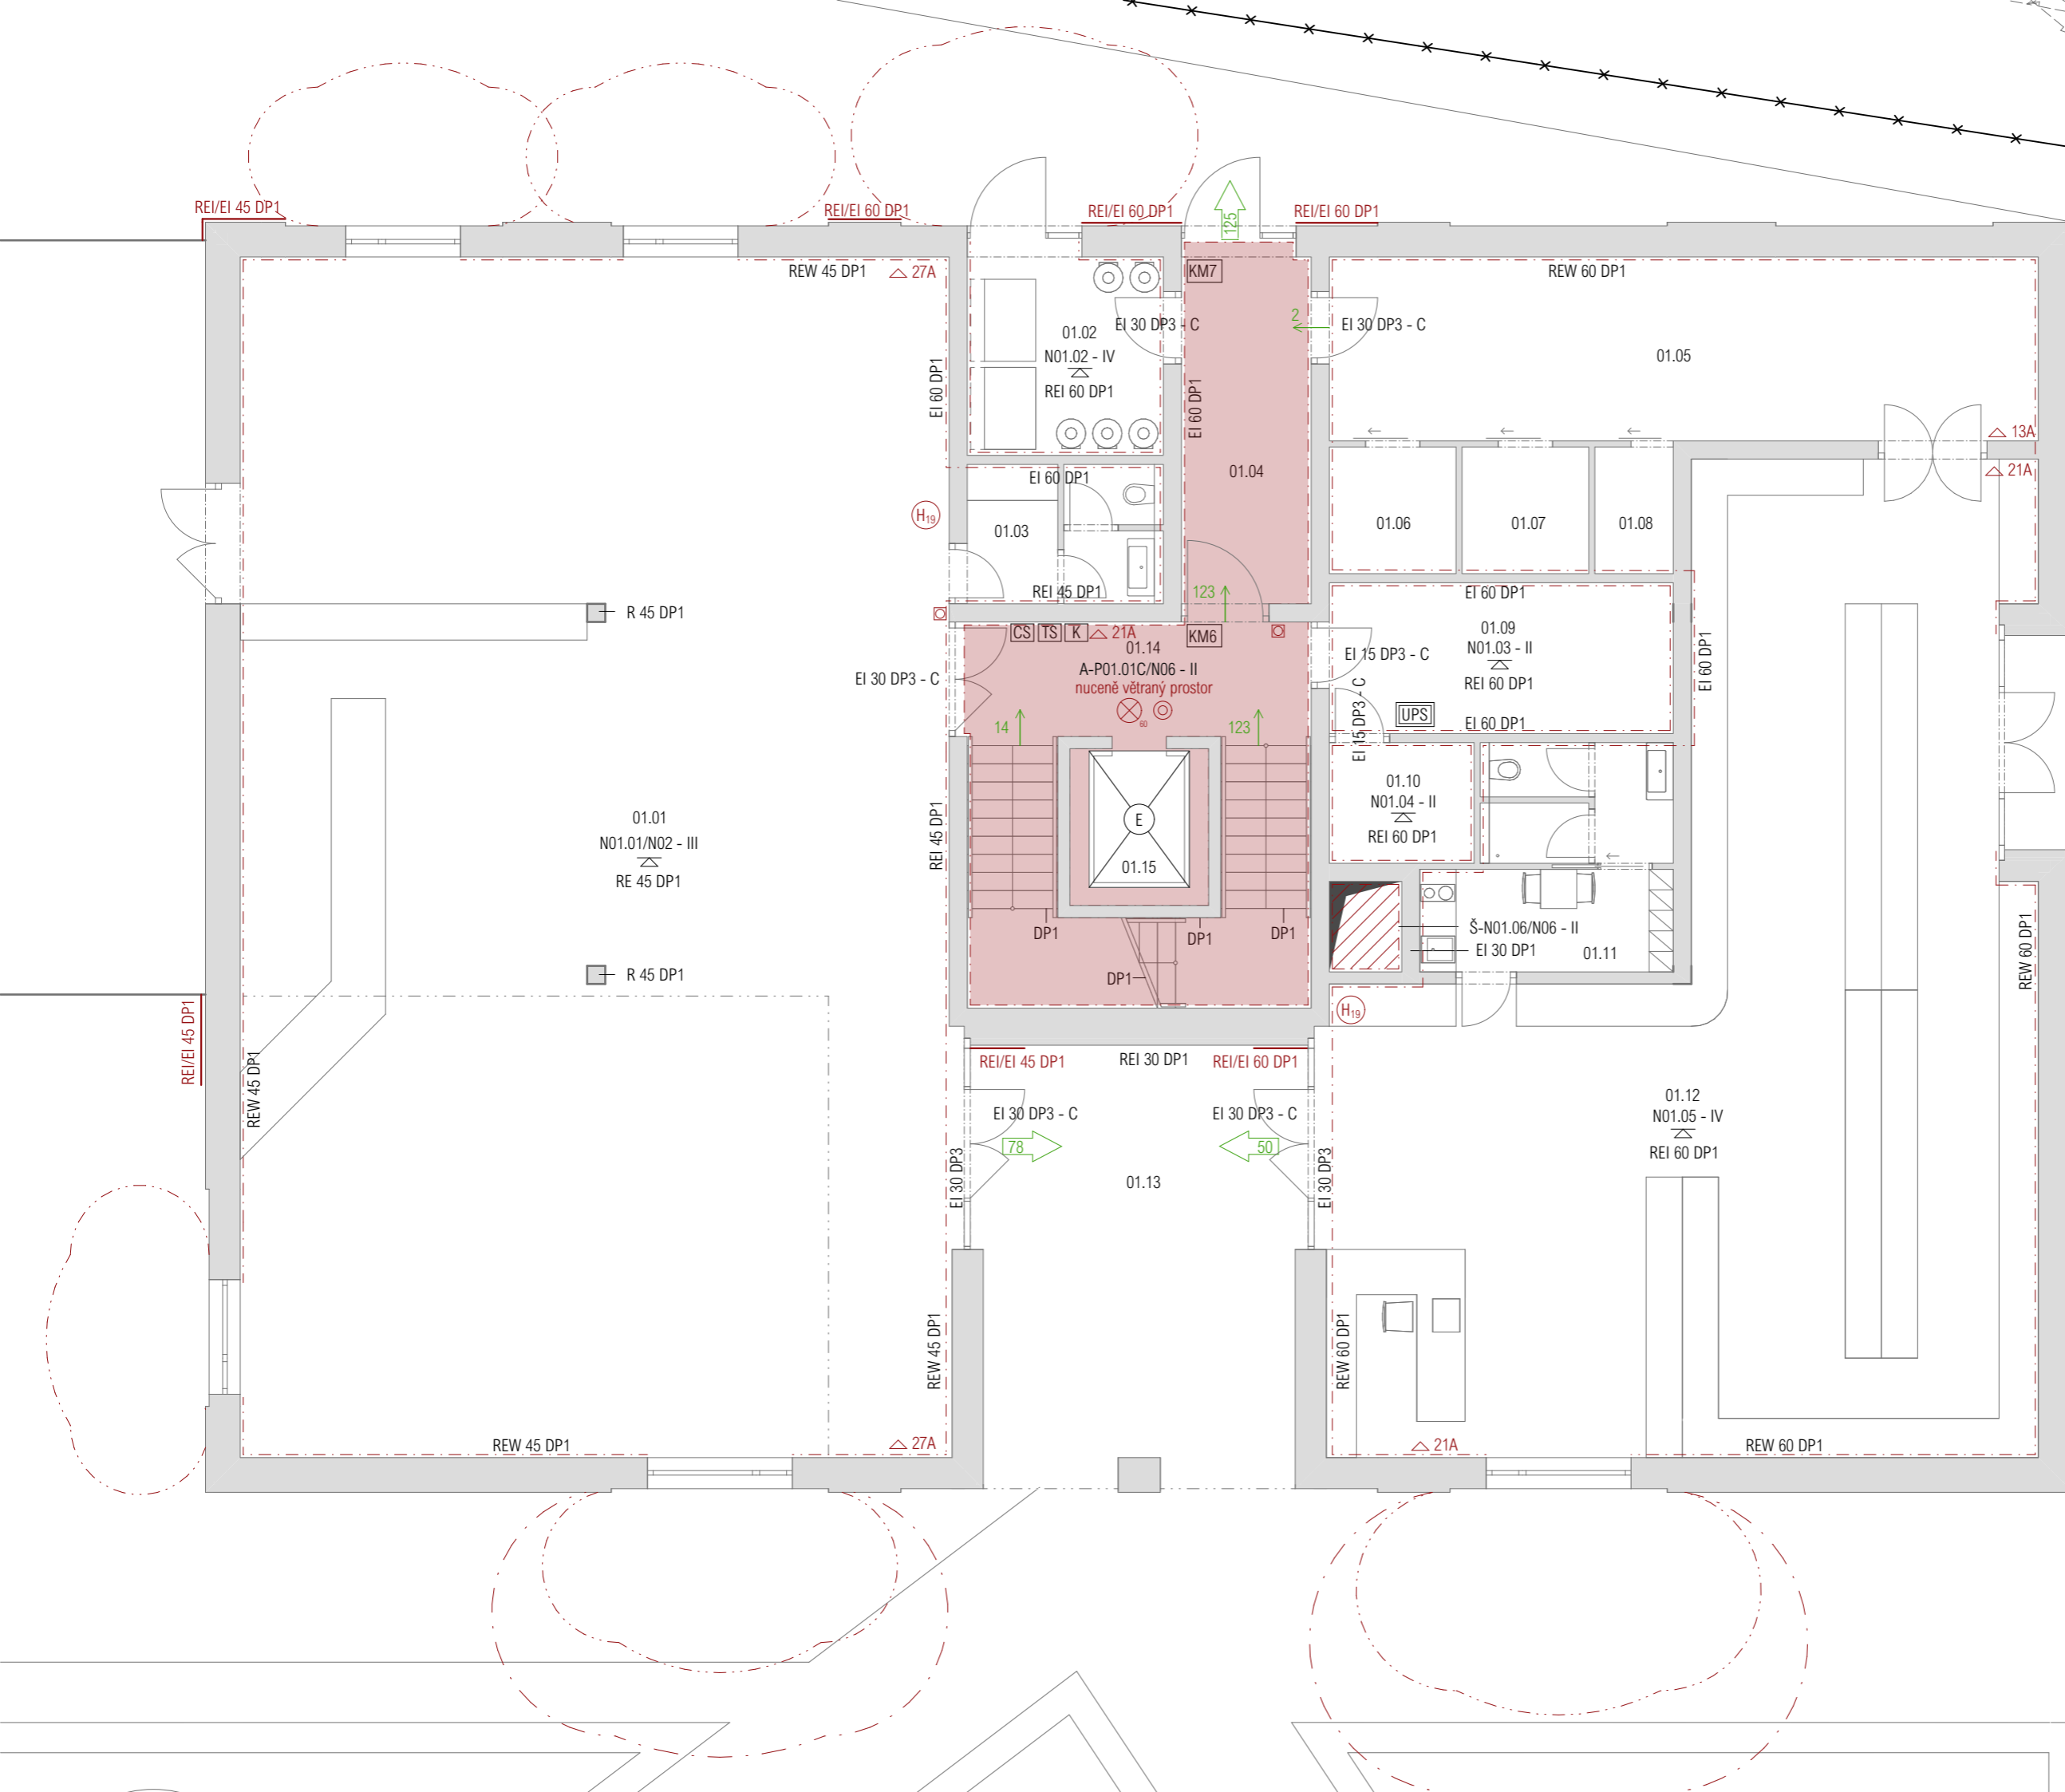 REI/EI 45 DP1
REI/EI 60 DP1
REI/EI 60 DP1
125
REI/EI 60 DP1
REW 45 DP1
27A
KM7
REW 60 DP1
01.02
N01.02 - IV
REI 60 DP1
EI 30 DP3 - C
2
EI 30 DP3 - C
01.05
EI 60 DP1
EI 60 DP1
13A
21A
01.04
EI 60 DP1
H19
01.03
REI 45 DP1
01.06
01.07
01.08
R 45 DP1
123
EI 60 DP1
CS
TS
K
21A
KM6
01.14
A-P01.01C/N06 - II
nuceně větraný prostor
60
EI 30 DP3 - C
EI 15 DP3 - C
01.09
N01.03 - II
REI 60 DP1
UPS
EI 60 DP1
EI 60 DP1
EI 15 DP3 - C
14
123
01.10
N01.04 - II
REI 60 DP1
01.01
N01.01/N02 - III
RE 45 DP1
REI 45 DP1
E
01.15
DP1
DP1
DP1
DP1
Š-N01.06/N06 - II
EI 30 DP1
01.11
REW 60 DP1
R 45 DP1
H19
REI/EI 45 DP1
REW 45 DP1
REI/EI 45 DP1
REI 30 DP1
REI/EI 60 DP1
EI 30 DP3 - C
EI 30 DP3 - C
78
50
EI 30 DP3
EI 30 DP3
01.13
01.12
N01.05 - IV
REI 60 DP1
REW 45 DP1
REW 60 DP1
REW 45 DP1
27A
21A
REW 60 DP1